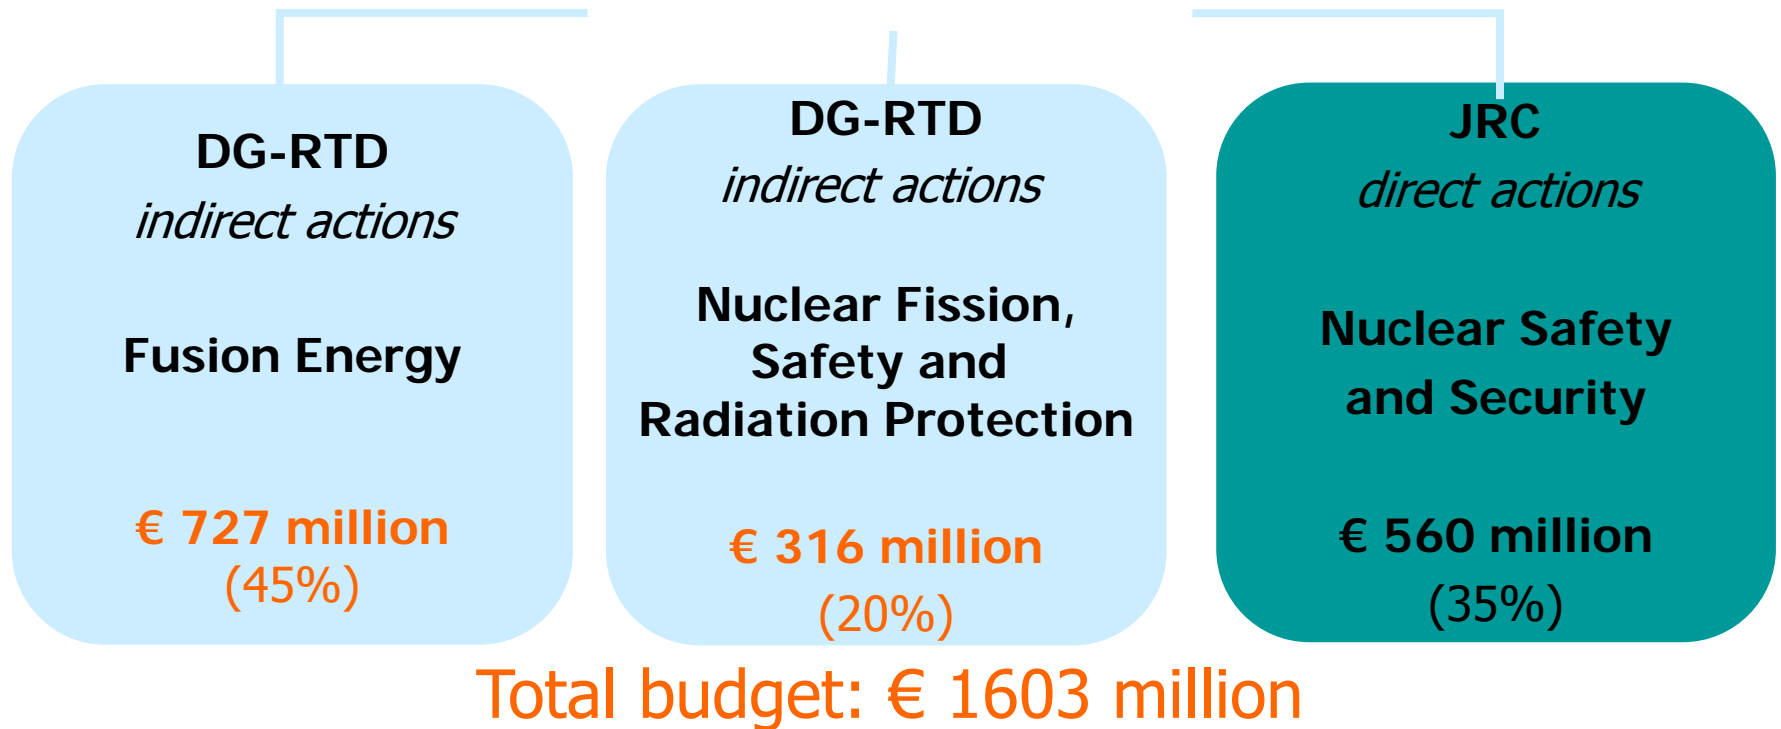 DG-RTD
indirect actions
Fusion Energy
€ 727 million
(45%)
DG-RTD
indirect actions
Nuclear Fission,
Safety and
Radiation Protection
€ 316 million
(20%)
JRC
direct actions
Nuclear Safety
and Security
€ 560 million
(35%)
Total budget: € 1603 million